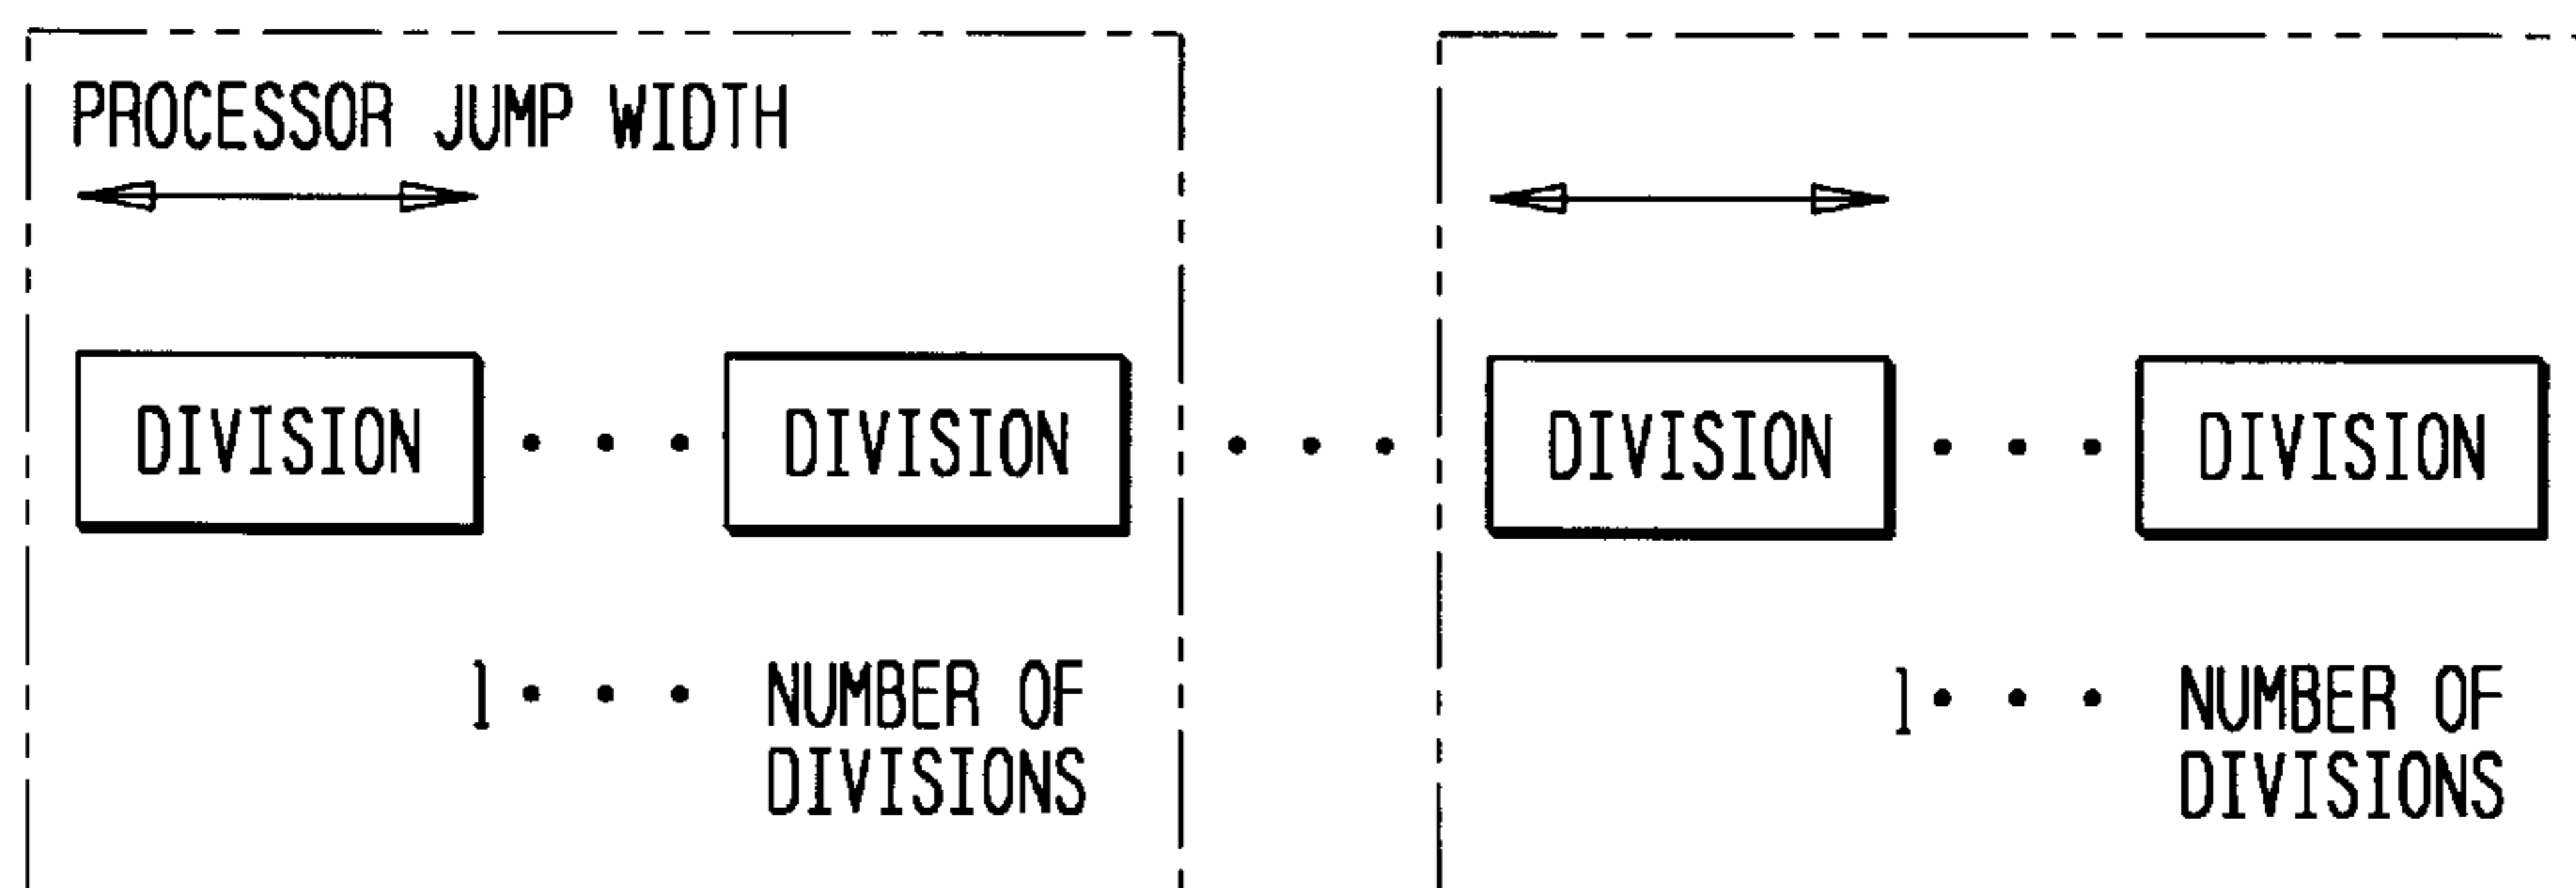 PROCESSOR JUMP WIDTH
DIVISION • • • DIVISION • • • DIVISION • • • DIVISION
1 • • • NUMBER OF DIVISIONS
1 • • • NUMBER OF DIVISIONS